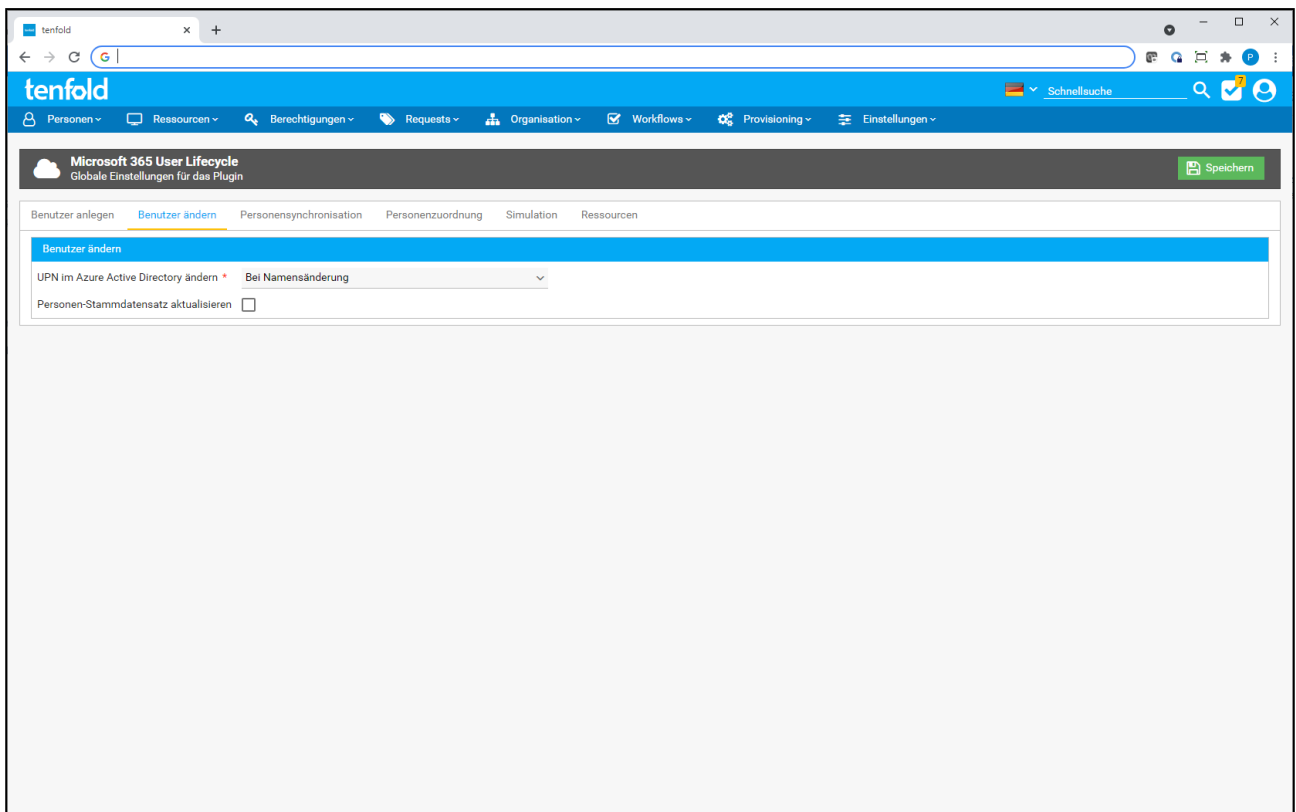 tenfold
tenfold
Schnellsuche
7
Personen Ressourcen Berechtigungen Requests Organisation Workflows Provisioning Einstellungen
Microsoft 365 User Lifecycle
Globale Einstellungen für das Plugin
Speichern
Benutzer anlegen Benutzer ändern Personensynchronisation Personenzuordnung Simulation Ressourcen
Benutzer ändern
UPN im Azure Active Directory ändern * Bei Namensänderung
Personen-Stammdatensatz aktualisieren